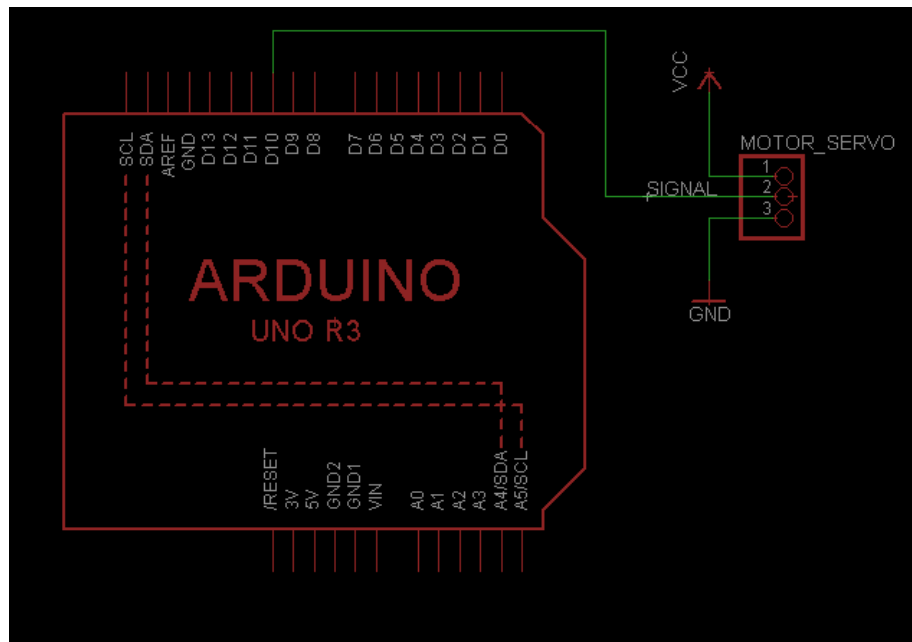 VCC
MOTOR_SERVO
1
2
3
SIGNAL
GND
SCL
SDA
AREF
GND
D13
D12
D11
D10
D9
D8
D7
D6
D5
D4
D3
D2
D1
D0
ARDUINO
UNO R3
/RESET
3V
5V
GND2
GND1
VIN
A0
A1
A2
A3
A4/SDA
A5/SCL